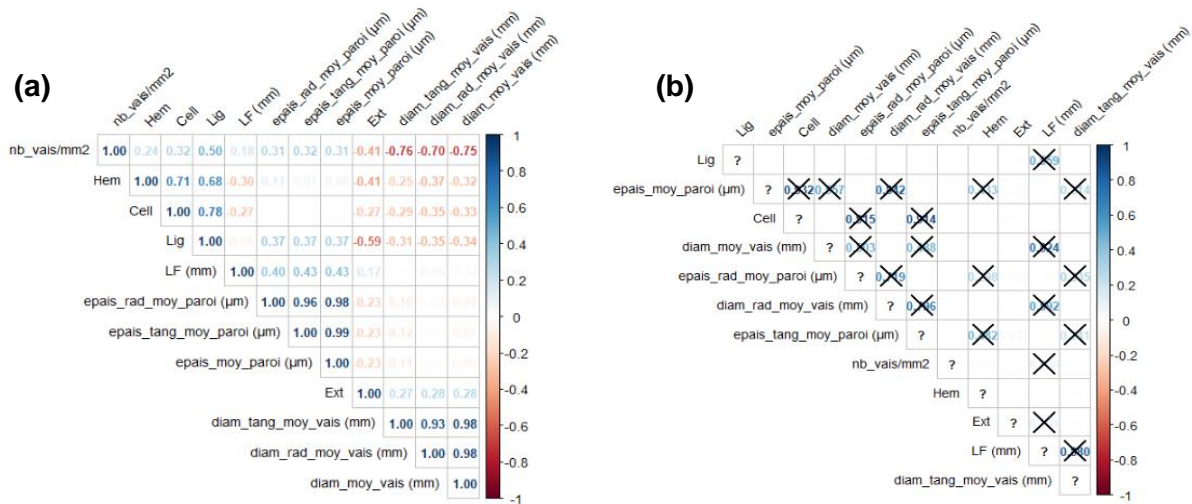 (a)
nb_vais/mm2
Hem
Cell
Lig
LF (mm)
epais_rad_moy_paroi (µm)
epais_tang_moy_paroi (µm)
epais_moy_paroi (µm)
Ext
diam_tang_moy_vais (mm)
diam_rad_moy_vais (mm)
diam_moy_vais (mm)
nb_vais/mm2 1.00 0.24 0.32 0.50 0.18 0.31 0.32 0.31 -0.41 -0.76 -0.70 -0.75
Hem 1.00 0.71 0.68 -0.30 -0.41 -0.25 -0.37 -0.32
Cell 1.00 0.78 -0.27 -0.27 -0.29 -0.35 -0.33
Lig 1.00 0.37 0.36 0.37 -0.59 -0.31 -0.35 -0.34
LF (mm) 1.00 0.40 0.43 0.43 0.17
epais_rad_moy_paroi (µm) 1.00 0.96 0.98 -0.23
epais_tang_moy_paroi (µm) 1.00 0.99 -0.23 -0.12
epais_moy_paroi (µm) 1.00 -0.23 -0.11
Ext 1.00 0.27 0.28 0.28
diam_tang_moy_vais (mm) 1.00 0.93 0.98
diam_rad_moy_vais (mm) 1.00 0.98
diam_moy_vais (mm) 1.00
1
0.8
0.6
0.4
0.2
0
-0.2
-0.4
-0.6
-0.8
-1
(b)
Lig
epais_moy_paroi (µm)
Cell
diam_moy_vais (mm)
epais_rad_moy_paroi (µm)
diam_rad_moy_vais (mm)
epais_tang_moy_paroi (µm)
nb_vais/mm2
Hem
Ext
LF (mm)
diam_tang_moy_vais (mm)
Lig ?
epais_moy_paroi (µm) ?
Cell ?
diam_moy_vais (mm) ?
epais_rad_moy_paroi (µm) ?
diam_rad_moy_vais (mm) ?
epais_tang_moy_paroi (µm) ?
nb_vais/mm2 ?
Hem ?
Ext ?
LF (mm) ?
diam_tang_moy_vais (mm) ?
1
0.8
0.6
0.4
0.2
0
-0.2
-0.4
-0.6
-0.8
-1